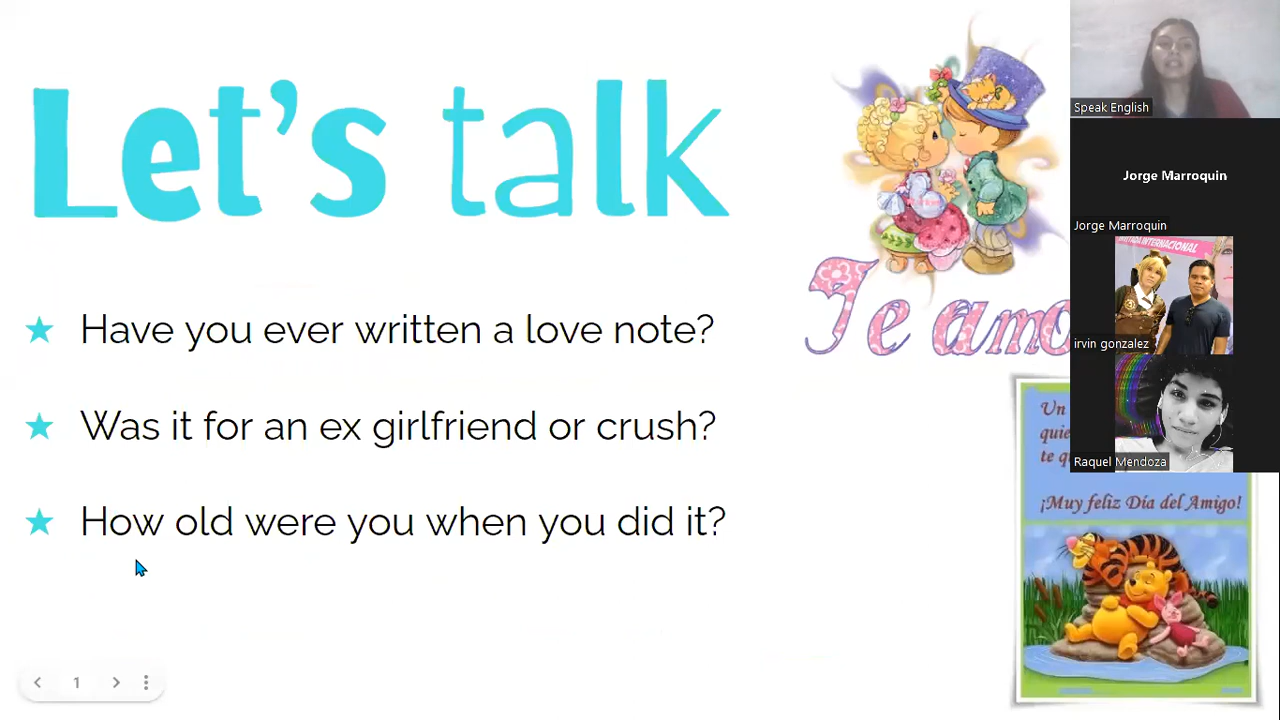 Let's talk
Have you ever written a love note?
Was it for an ex girlfriend or crush?
How old were you when you did it?
Te amo
Un
quie
te qu
¡Muy feliz Día del Amigo!
Speak English
Jorge Marroquin
Jorge Marroquin
INTERNACIONAL
irvin gonzalez
Raquel Mendoza
1